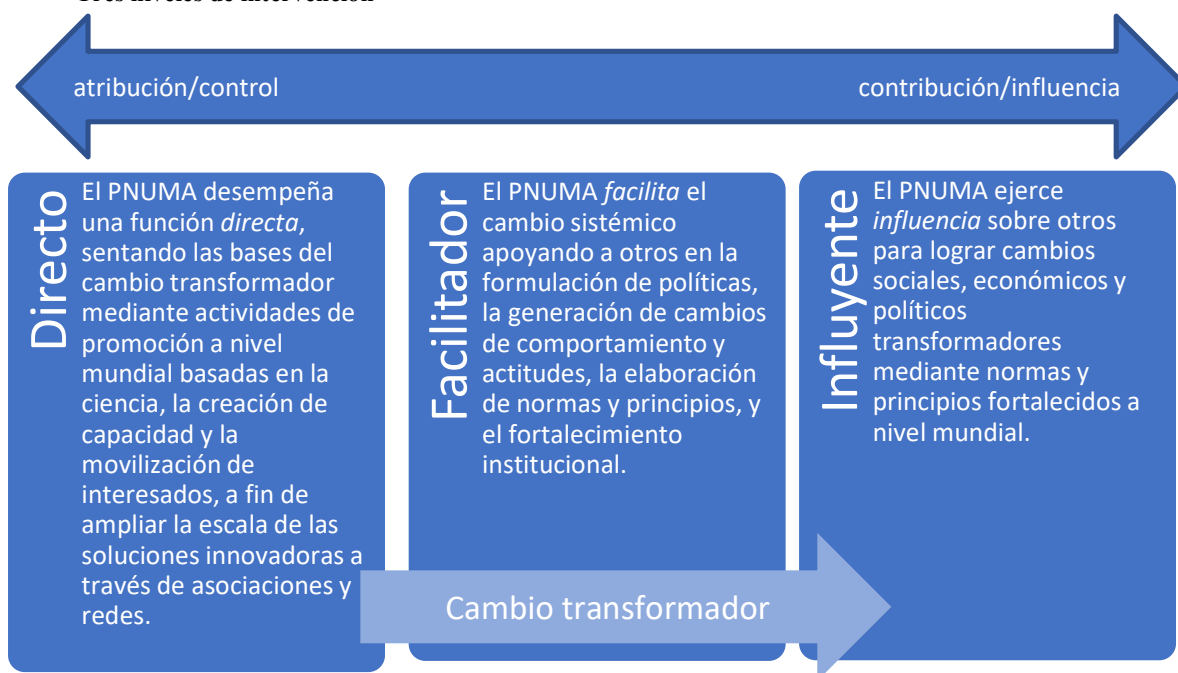 Tres niveles de intervención
atribución/control
contribución/influencia
Directo
El PNUMA desempeña
una función directa,
sentando las bases del
cambio transformador
mediante actividades de
promoción a nivel
mundial basadas en la
ciencia, la creación de
capacidad y la
movilización de
interesados, a fin de
ampliar la escala de las
soluciones innovadoras a
través de asociaciones y
redes.
Facilitador
El PNUMA facilita el
cambio sistémico
apoyando a otros en la
formulación de políticas,
la generación de cambios
de comportamiento y
actitudes, la elaboración
de normas y principios, y
el fortalecimiento
institucional.
Influyente
El PNUMA ejerce
influencia sobre otros
para lograr cambios
sociales, económicos y
políticos
transformadores
mediante normas y
principios fortalecidos a
nivel mundial.
Cambio transformador